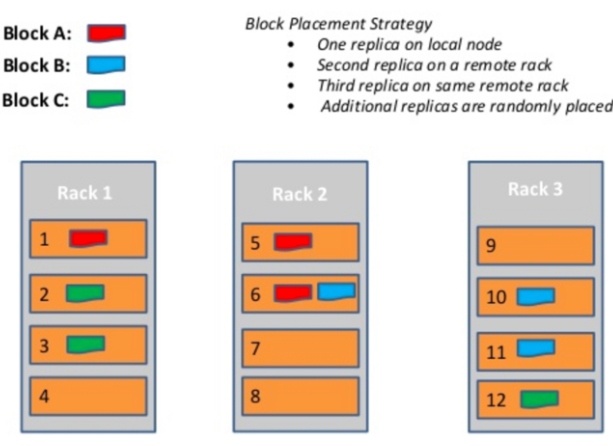 Block A:
Block B:
Block C:
Block Placement Strategy
• One replica on local node
• Second replica on a remote rack
• Third replica on same remote rack
• Additional replicas are randomly placed
Rack 1
1
2
3
4
Rack 2
5
6
7
8
Rack 3
9
10
11
12